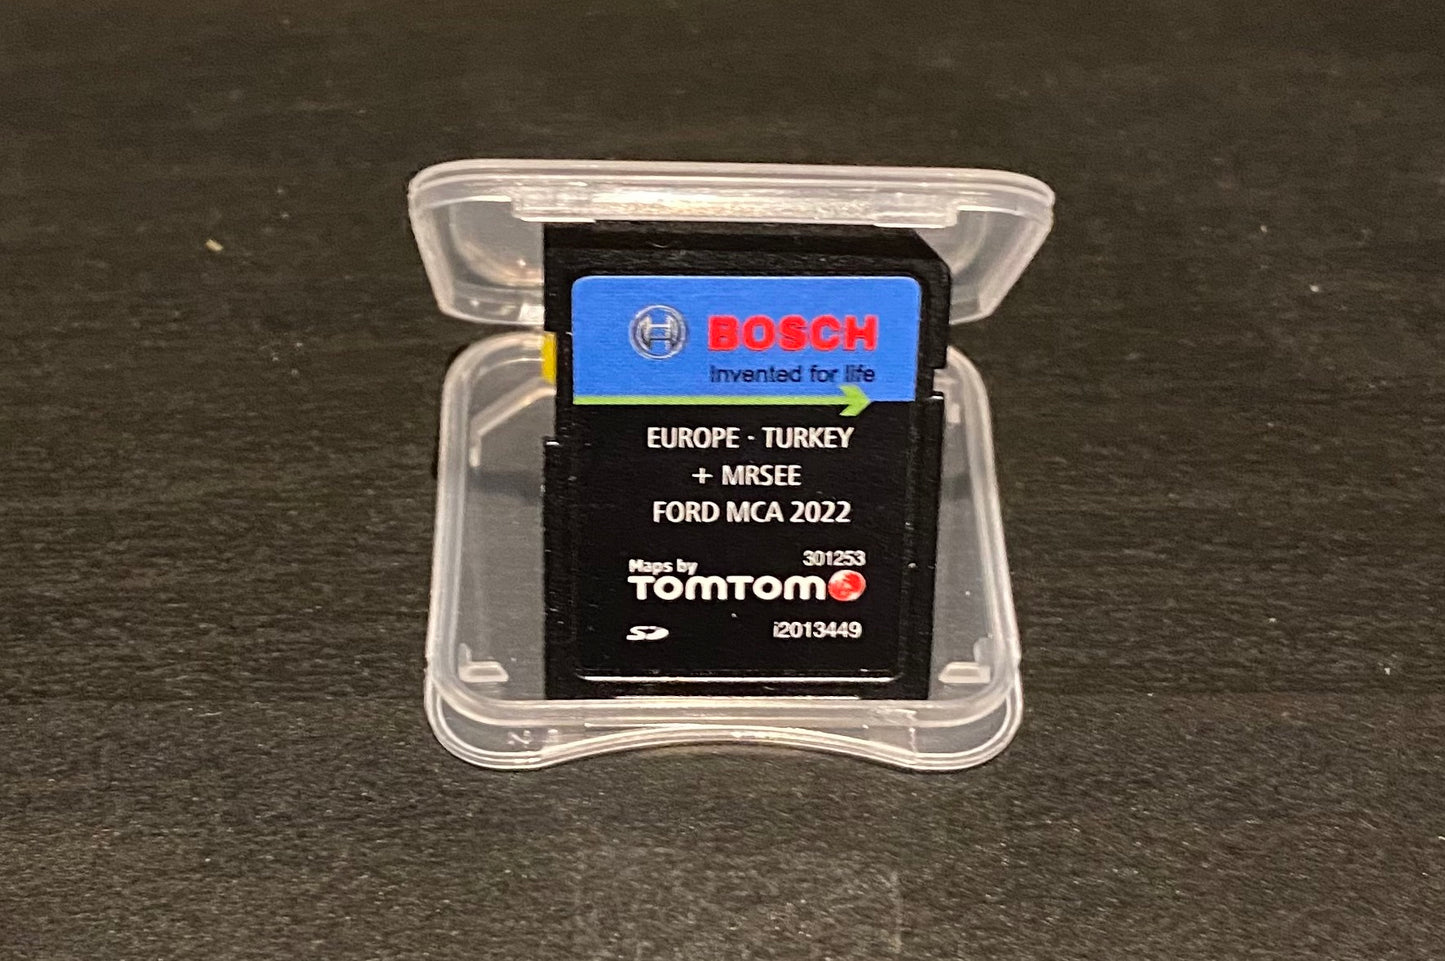 BOSCH
Invented for life
EUROPE · TURKEY
+ MRSEE
FORD MCA 2022
301253
Maps by
TOMTOM
SD
i2013449